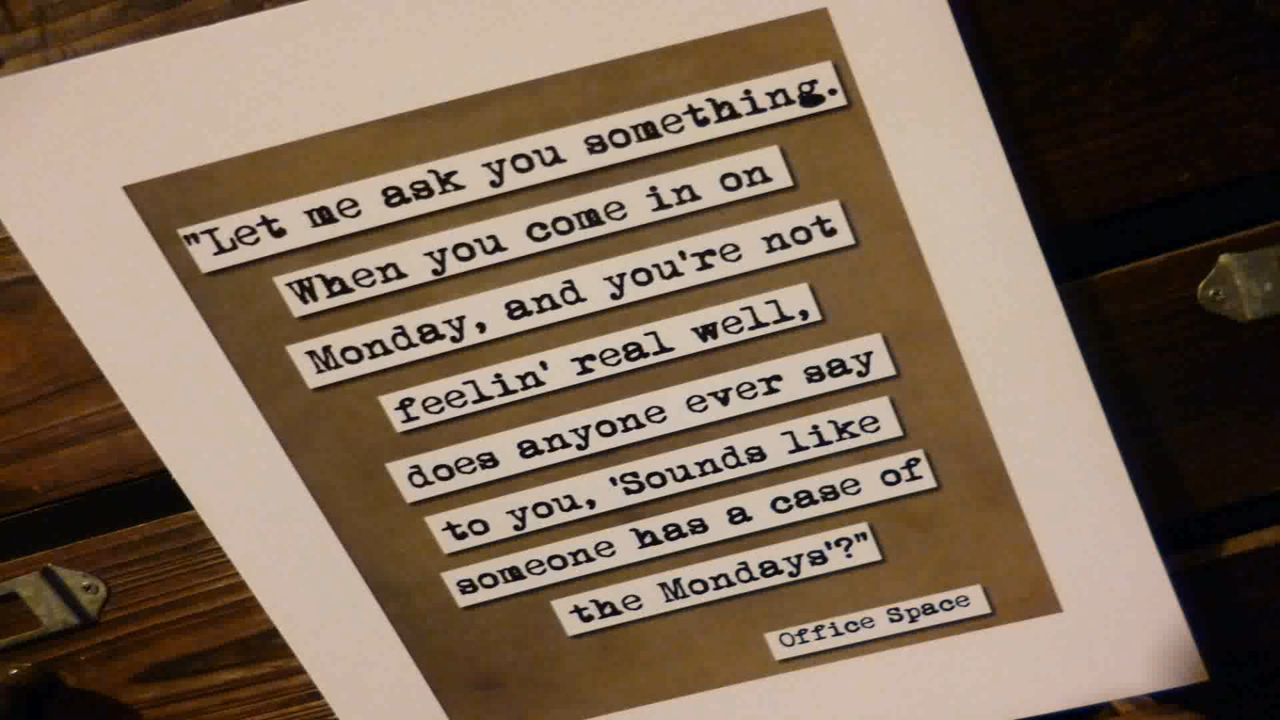 "Let me ask you something.
When you come in on
Monday, and you're not
feelin' real well,
does anyone ever say
to you, 'Sounds like
someone has a case of
the Mondays'?"
Office Space